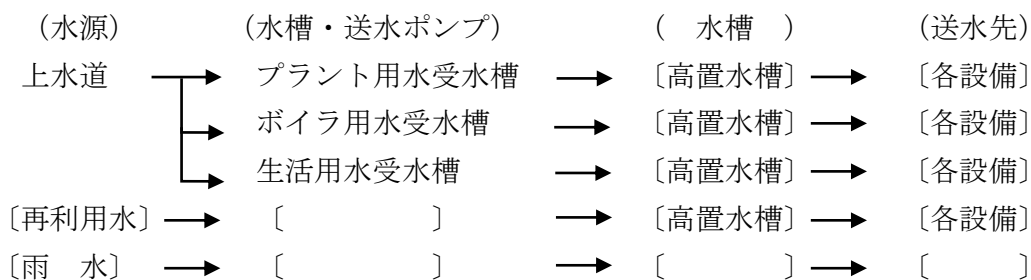 (水源) (水槽・送水ポンプ) ( 水槽 ) (送水先)
上水道 プラント用水受水槽 〔高置水槽〕 〔各設備〕
ボイラ用水受水槽 〔高置水槽〕 〔各設備〕
生活用水受水槽 〔高置水槽〕 〔各設備〕
〔再利用水〕 〔 〕 〔高置水槽〕 〔各設備〕
〔雨 水〕 〔 〕 〔 〕 〔 〕